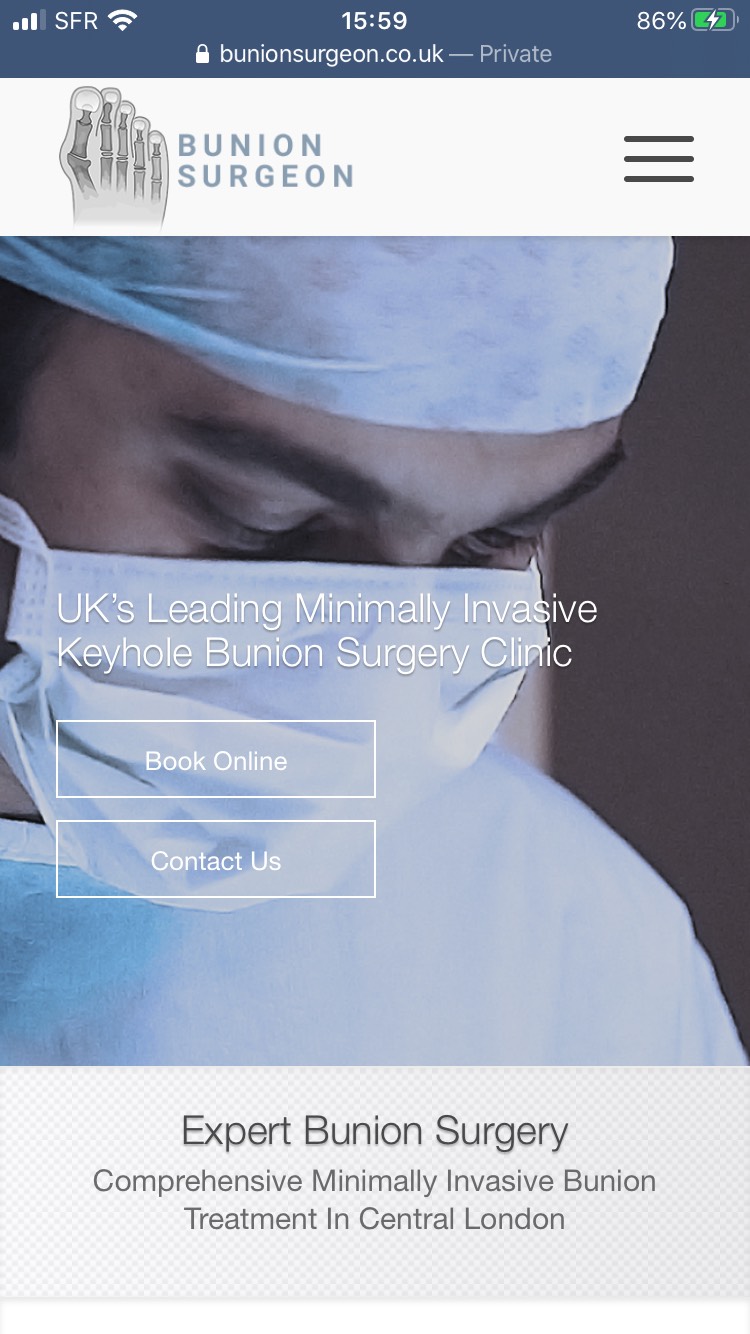 SFR 15:59 86%
bunionsurgeon.co.uk — Private
BUNION
SURGEON
UK's Leading Minimally Invasive
Keyhole Bunion Surgery Clinic
Book Online
Contact Us
Expert Bunion Surgery
Comprehensive Minimally Invasive Bunion
Treatment In Central London